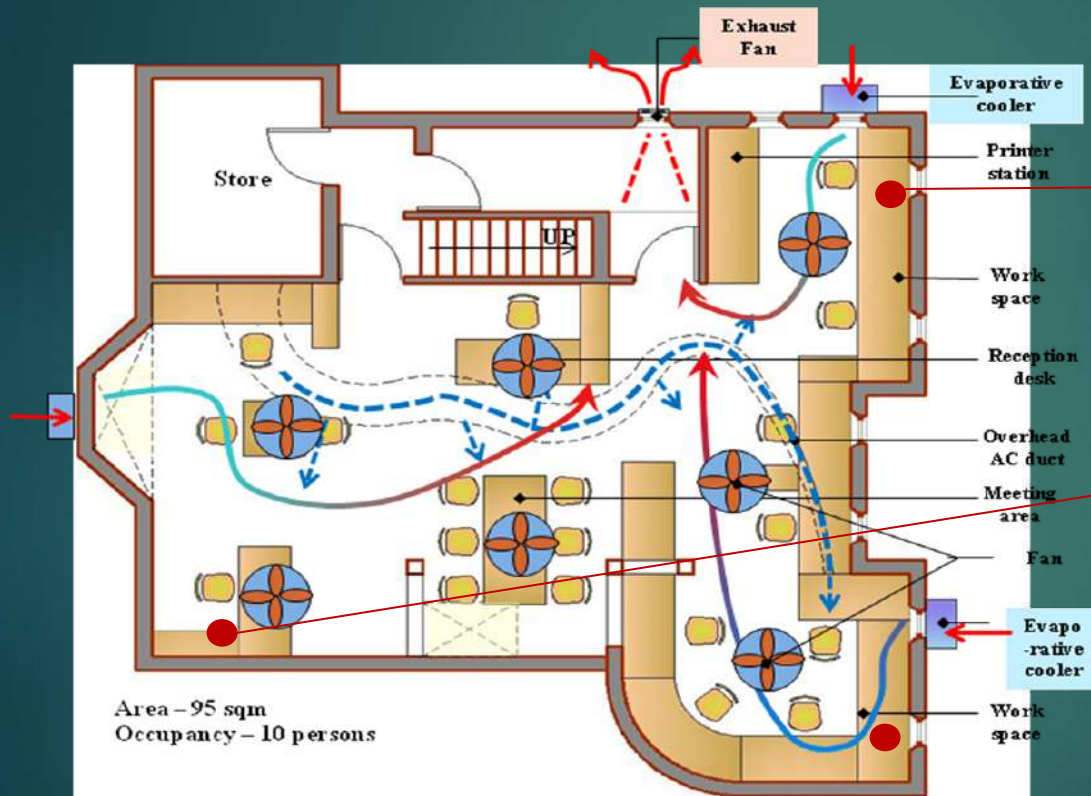 Exhaust
Fan
Evaporative
cooler
Printer
station
Store
UP
Work
space
Reception
desk
Overhead
AC duct
Meeting
area
Fan
Evapo
-rative
cooler
Work
space
Area – 95 sqm
Occupancy – 10 persons